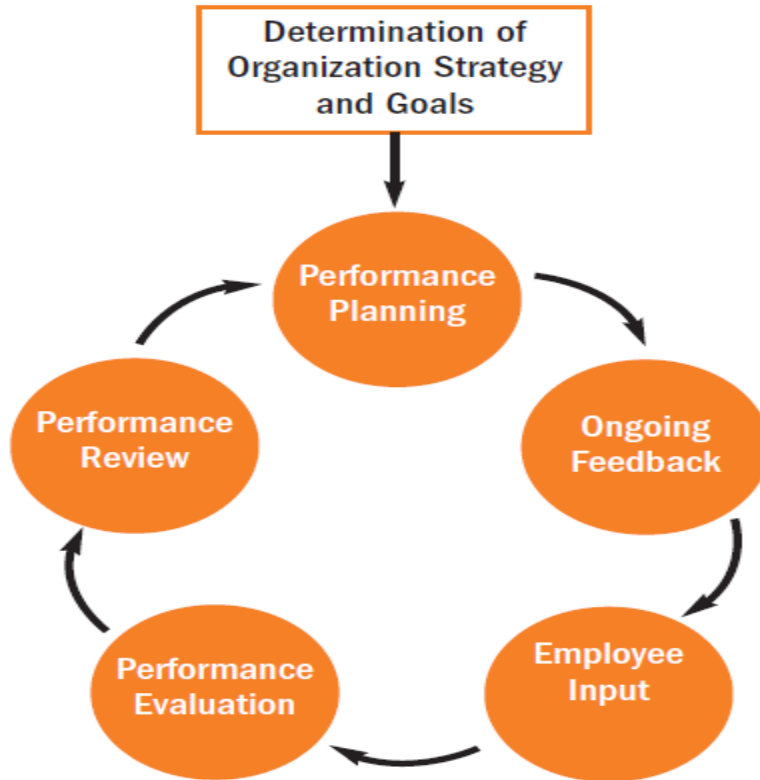 Determination of
Organization Strategy
and Goals
Performance
Planning
Ongoing
Feedback
Employee
Input
Performance
Evaluation
Performance
Review